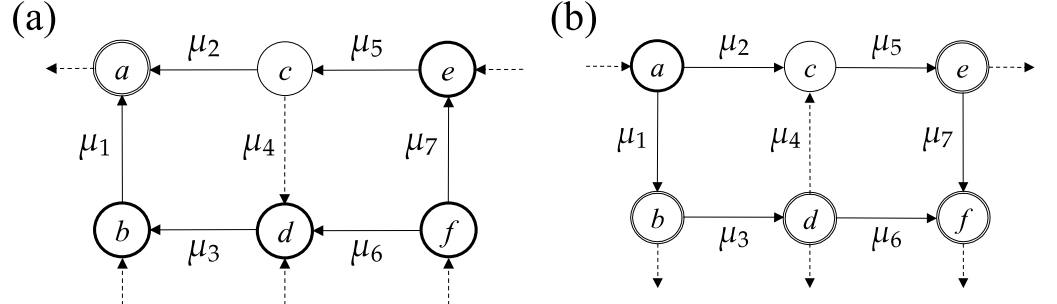 (a) (b)
a μ2 c μ5 e a μ2 c μ5 e
μ1 μ4 μ7 μ1 μ4 μ7
b μ3 d μ6 f b μ3 d μ6 f